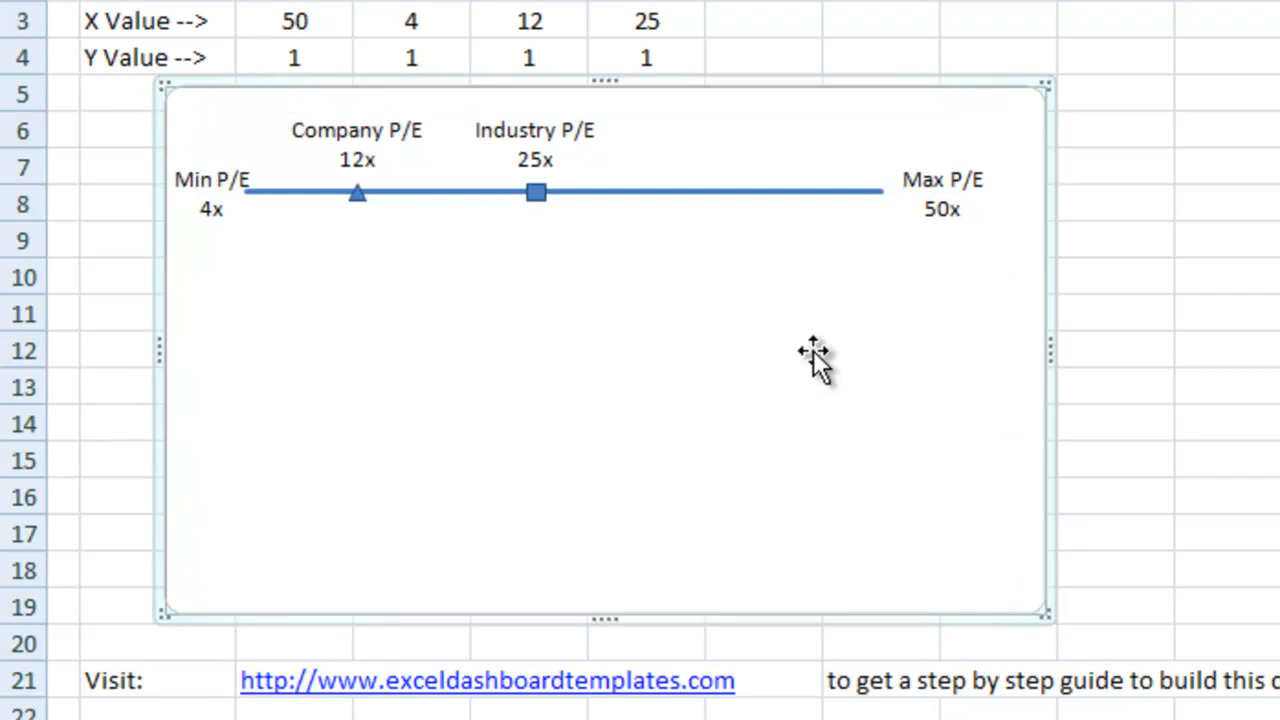 3 X Value --> 50 4 12 25
4 Y Value --> 1 1 1 1
5
6 Company P/E Industry P/E
7 12x 25x
Min P/E Max P/E
8 4x 50x
9
10
11
12
13
14
15
16
17
18
19
20
21 Visit: http://www.exceldashboardtemplates.com to get a step by step guide to build this
22